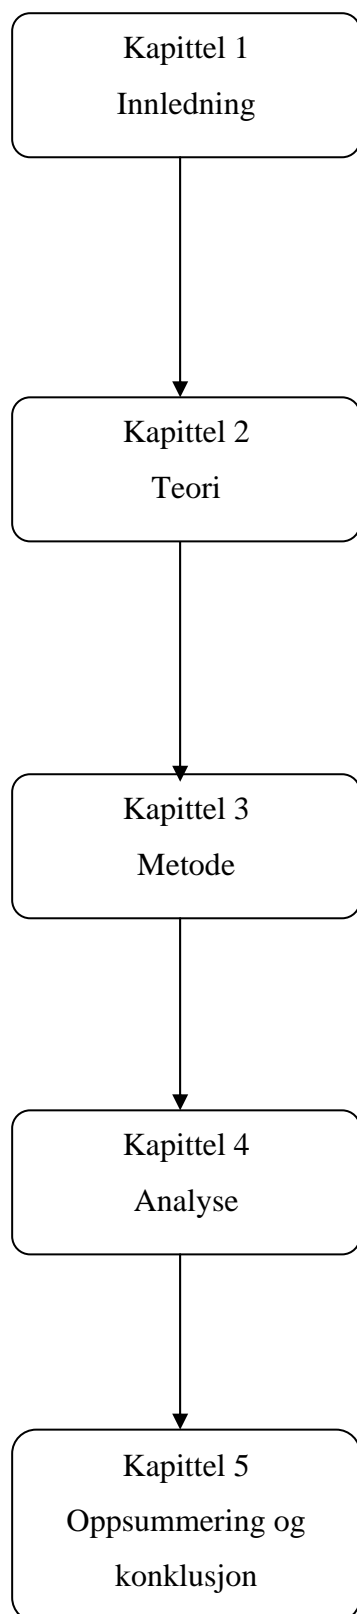 Kapittel 1
Innledning
Kapittel 2
Teori
Kapittel 3
Metode
Kapittel 4
Analyse
Kapittel 5
Oppsummering og
konklusjon